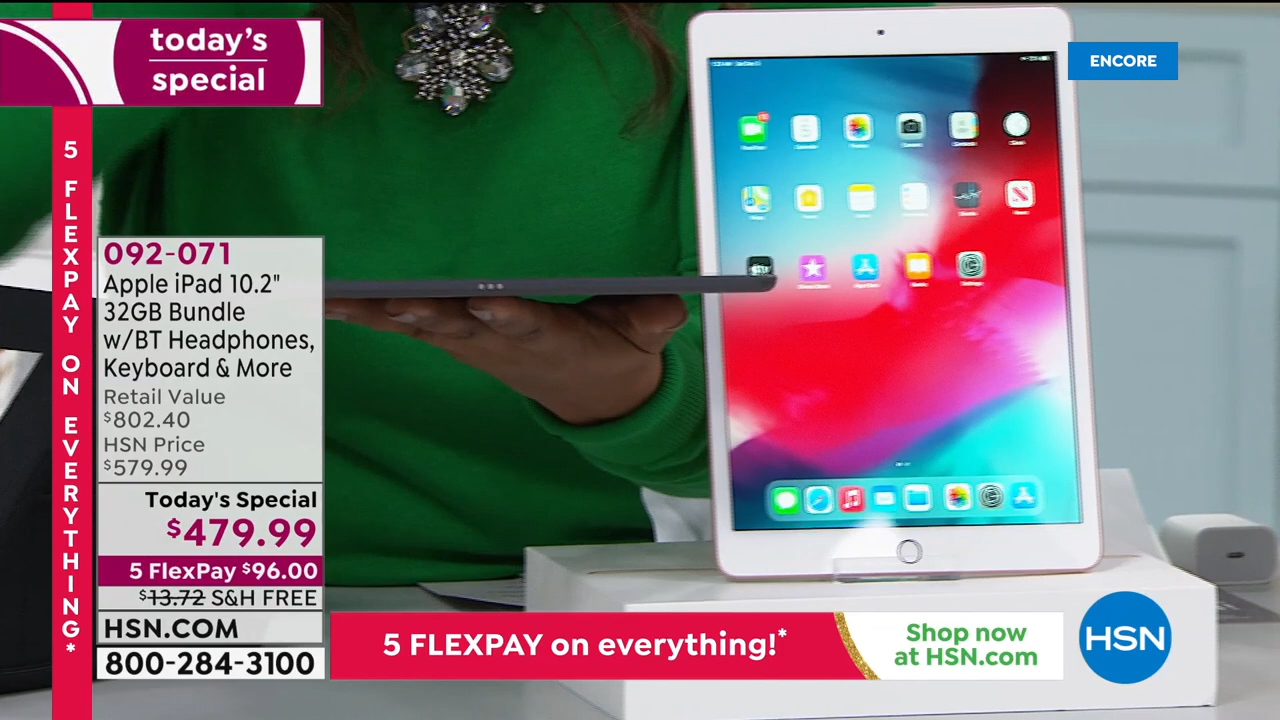 today's
special
ENCORE
5 FLEXPAY ON EVERYTHING!*
092-071
Apple iPad 10.2"
32GB Bundle
w/BT Headphones,
Keyboard & More
Retail Value
$802.40
HSN Price
$579.99
Today's Special
$479.99
5 FlexPay $96.00
$13.72 S&H FREE
HSN.COM
800-284-3100
5 FLEXPAY on everything!*
Shop now
at HSN.com
HSN